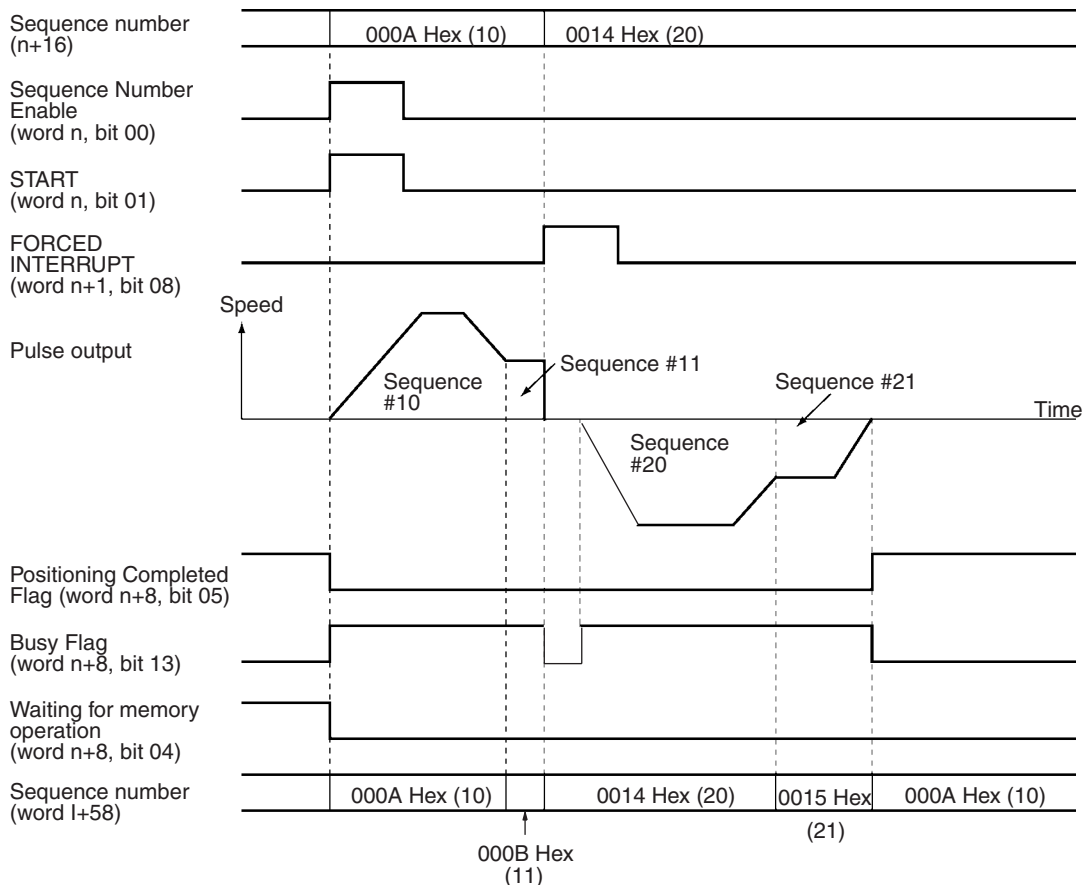 Sequence number
(n+16)
000A Hex (10)
0014 Hex (20)
Sequence Number
Enable
(word n, bit 00)
START
(word n, bit 01)
FORCED
INTERRUPT
(word n+1, bit 08)
Speed
Pulse output
Sequence
#10
Sequence #11
Sequence #21
Time
Sequence
#20
Positioning Completed
Flag (word n+8, bit 05)
Busy Flag
(word n+8, bit 13)
Waiting for memory
operation
(word n+8, bit 04)
Sequence number
(word I+58)
000A Hex (10)
0014 Hex (20)
0015 Hex
(21)
000A Hex (10)
000B Hex
(11)